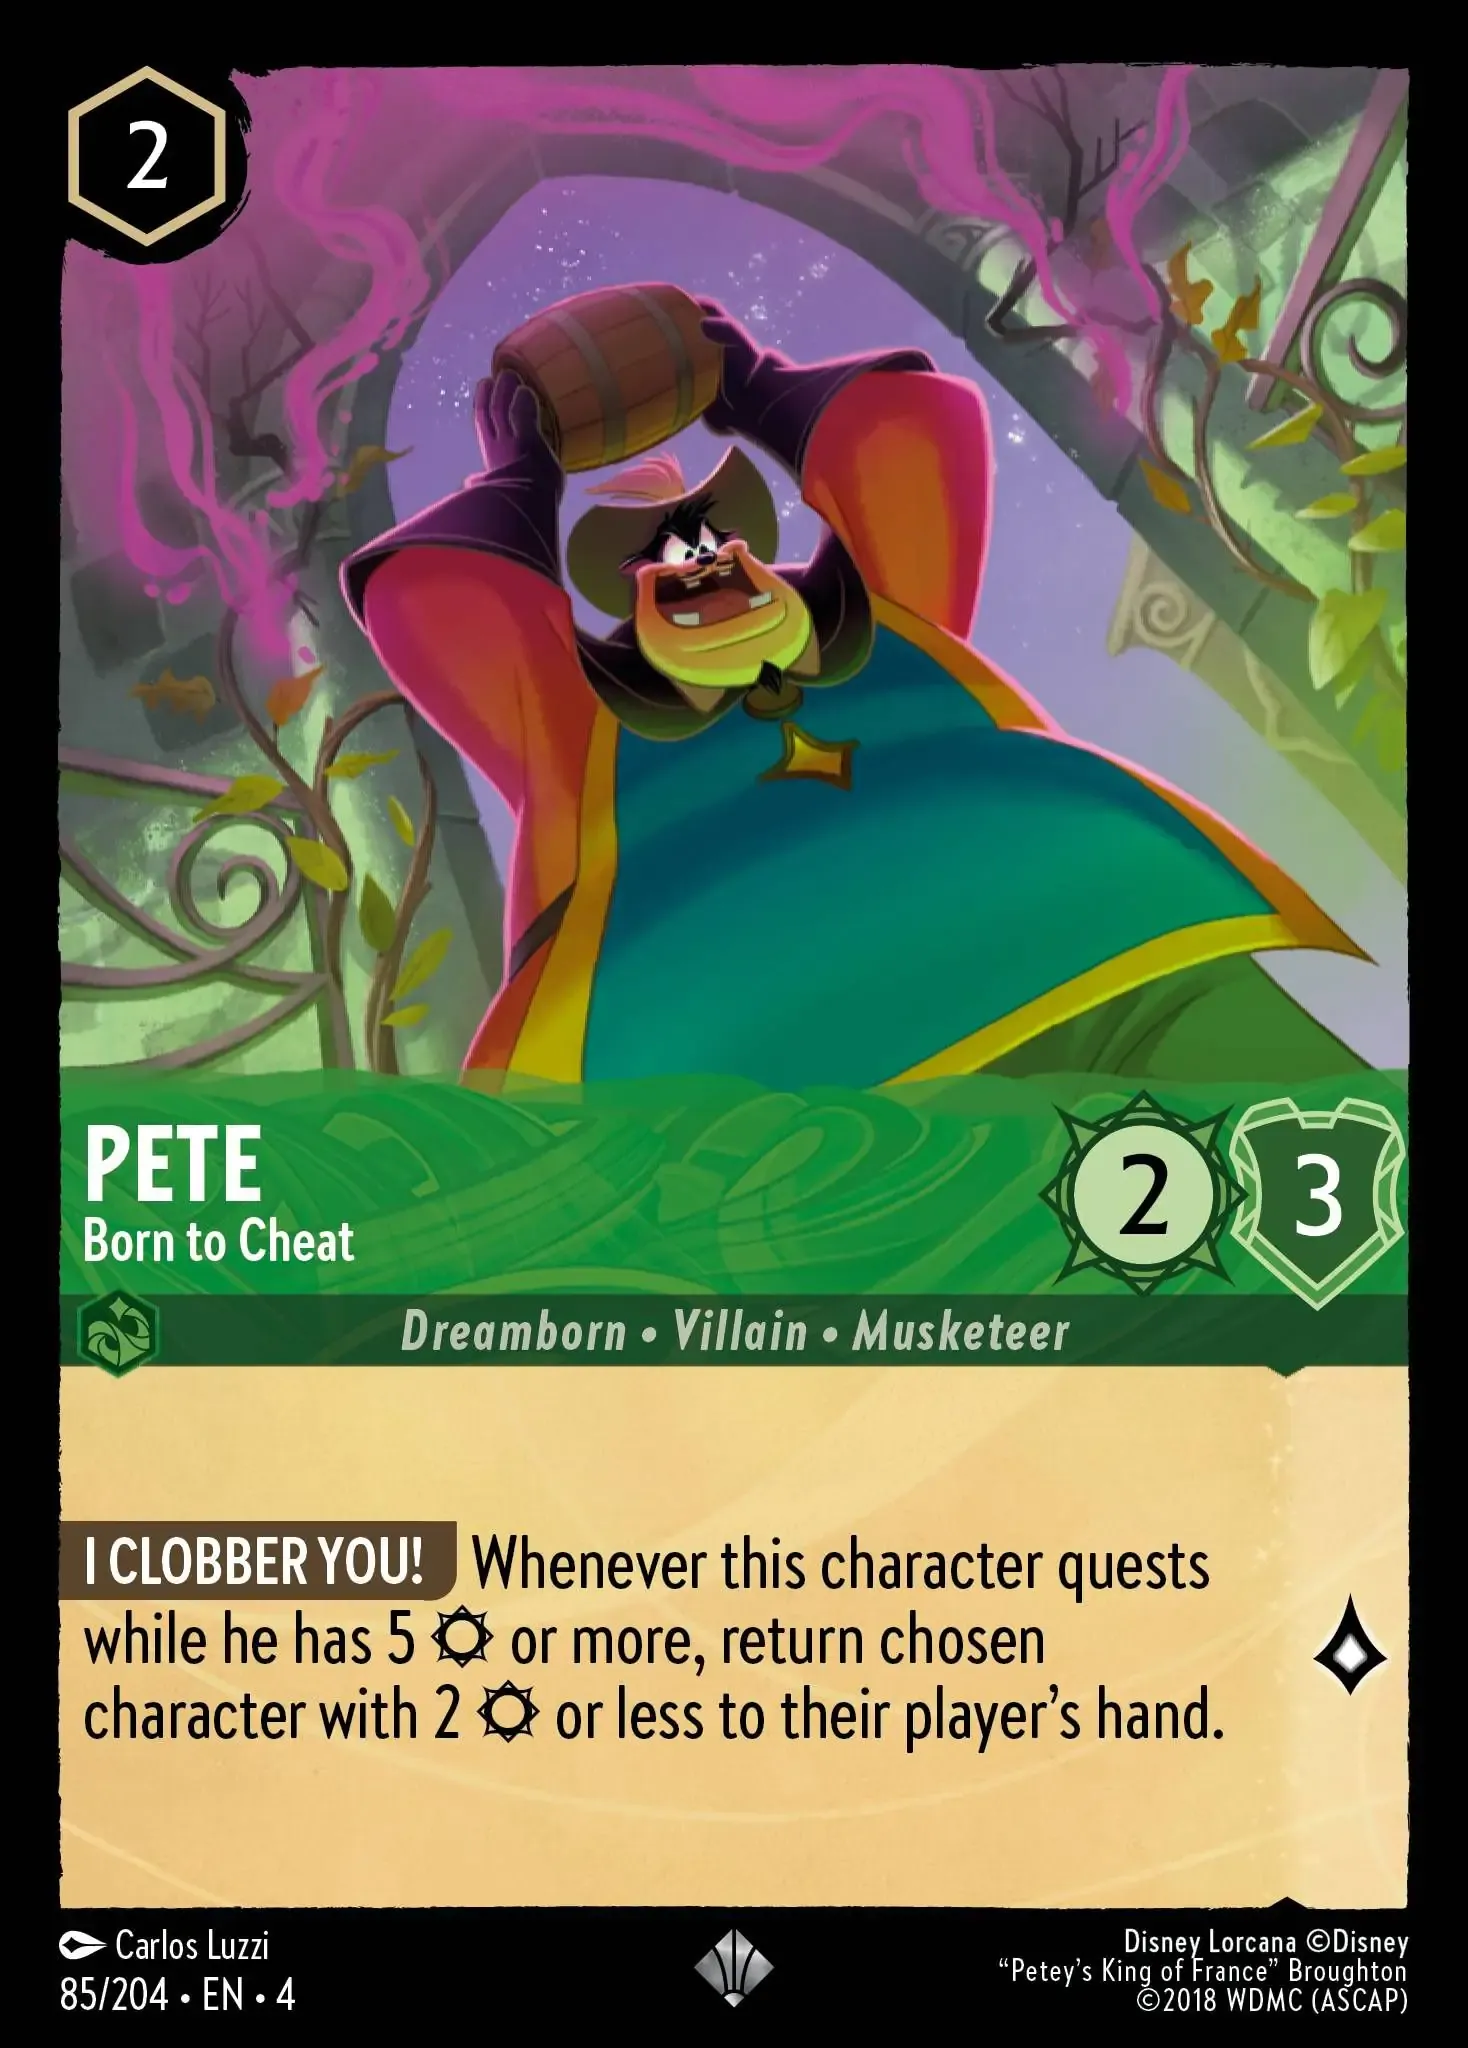 2
PETE
Born to Cheat
2
3
Dreamborn • Villain • Musketeer
I CLOBBER YOU! Whenever this character quests
while he has 5 or more, return chosen
character with 2 or less to their player’s hand.
Carlos Luzzi
85/204 • EN • 4
Disney Lorcana ©Disney
“Petey’s King of France” Broughton
©2018 WDMC (ASCAP)